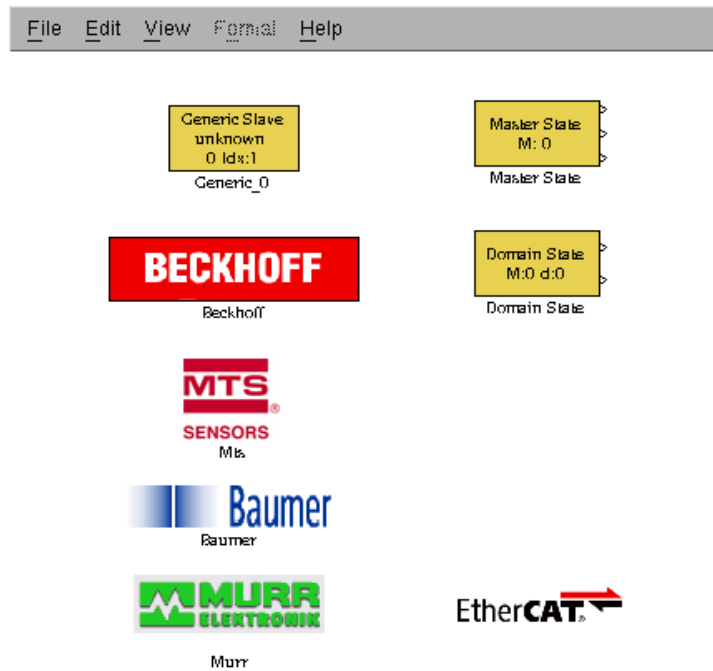 File Edit View Format Help
Generic Slave
unknown
0 Idx:1
Generic_0
Master State
M: 0
Master State
BECKHOFF
Beckhoff
Domain State
M:0 d:0
Domain State
MTS
®
SENSORS
Mts
Baumer
Baumer
MURR
ELEKTRONIK
Murr
EtherCAT®